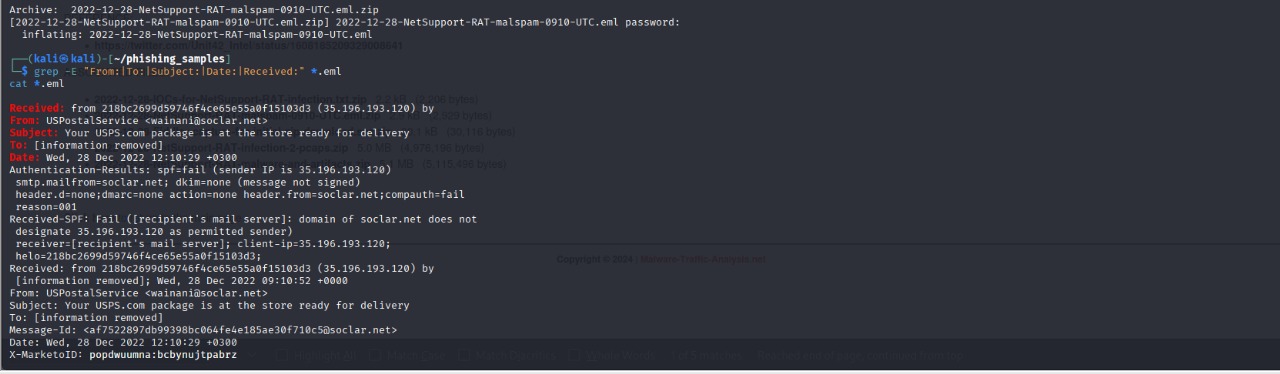 Archive:  2022-12-28-NetSupport-RAT-malspam-0910-UTC.eml.zip
[2022-12-28-NetSupport-RAT-malspam-0910-UTC.eml.zip] 2022-12-28-NetSupport-RAT-malspam-0910-UTC.eml password:
  inflating: 2022-12-28-NetSupport-RAT-malspam-0910-UTC.eml
┌──(kali㉿kali)-[~/phishing_samples]
└─$ grep -E "From:|To:|Subject:|Date:|Received:" *.eml
cat *.eml
Received: from 218bc2699d59746f4ce65e55a0f15103d3 (35.196.193.120) by
From: USPostalService <wainani@soclar.net>
Subject: Your USPS.com package is at the store ready for delivery
To: [information removed]
Date: Wed, 28 Dec 2022 12:10:29 +0300
Authentication-Results: spf=fail (sender IP is 35.196.193.120)
 smtp.mailfrom=soclar.net; dkim=none (message not signed)
 header.d=none;dmarc=none action=none header.from=soclar.net;compauth=fail
 reason=001
Received-SPF: Fail ([recipient's mail server]: domain of soclar.net does not
 designate 35.196.193.120 as permitted sender)
 receiver=[recipient's mail server]; client-ip=35.196.193.120;
 helo=218bc2699d59746f4ce65e55a0f15103d3;
Copyright © 2024 | Malware-Traffic-Analysis.net
Received: from 218bc2699d59746f4ce65e55a0f15103d3 (35.196.193.120) by
 [information removed]; Wed, 28 Dec 2022 09:10:52 +0000
From: USPostalService <wainani@soclar.net>
Subject: Your USPS.com package is at the store ready for delivery
To: [information removed]
Message-Id: <af7522897db99398bc064fe4e185ae30f710c5@soclar.net>
Date: Wed, 28 Dec 2022 12:10:29 +0300
X-MarketoID: popdwuumna:bcbynujtpabrz